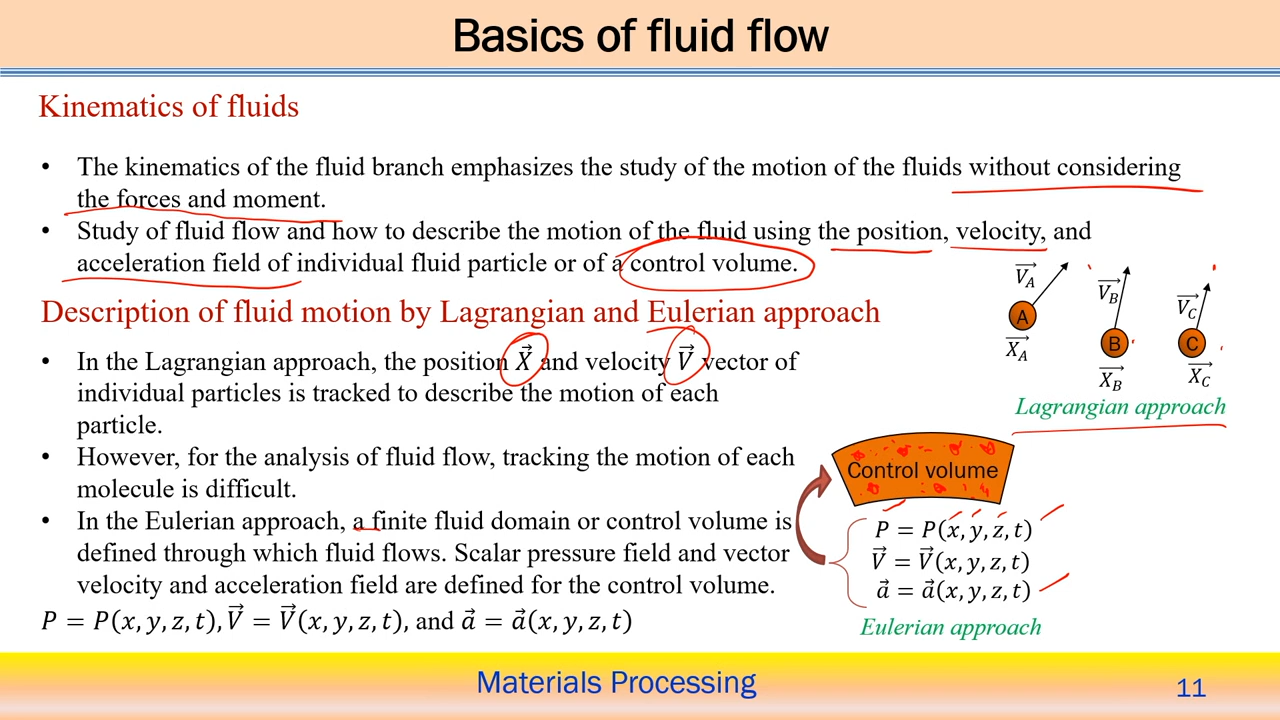 Basics of fluid flow
Kinematics of fluids
• The kinematics of the fluid branch emphasizes the study of the motion of the fluids without considering
the forces and moment.
• Study of fluid flow and how to describe the motion of the fluid using the position, velocity, and
acceleration field of individual fluid particle or of a control volume.
Description of fluid motion by Lagrangian and Eulerian approach
• In the Lagrangian approach, the position X⃗ and velocity V⃗ vector of
individual particles is tracked to describe the motion of each
particle.
• However, for the analysis of fluid flow, tracking the motion of each
molecule is difficult.
• In the Eulerian approach, a finite fluid domain or control volume is
defined through which fluid flows. Scalar pressure field and vector
velocity and acceleration field are defined for the control volume.
P = P(x, y, z, t), V⃗ = V⃗(x, y, z, t), and a⃗ = a⃗(x, y, z, t)
V_A⃗ V_B⃗ V_C⃗
A B C
X_A⃗ X_B⃗ X_C⃗
Lagrangian approach
Control volume
P = P(x, y, z, t)
V⃗ = V⃗(x, y, z, t)
a⃗ = a⃗(x, y, z, t)
Eulerian approach
Materials Processing
11